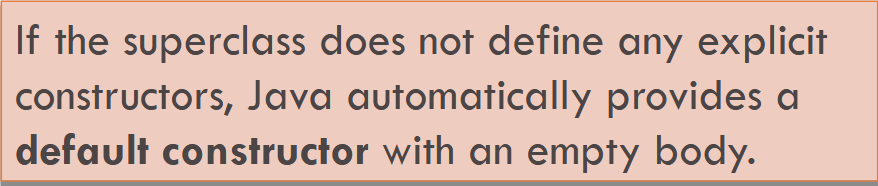 If the superclass does not define any explicit
constructors, Java automatically provides a
default constructor with an empty body.